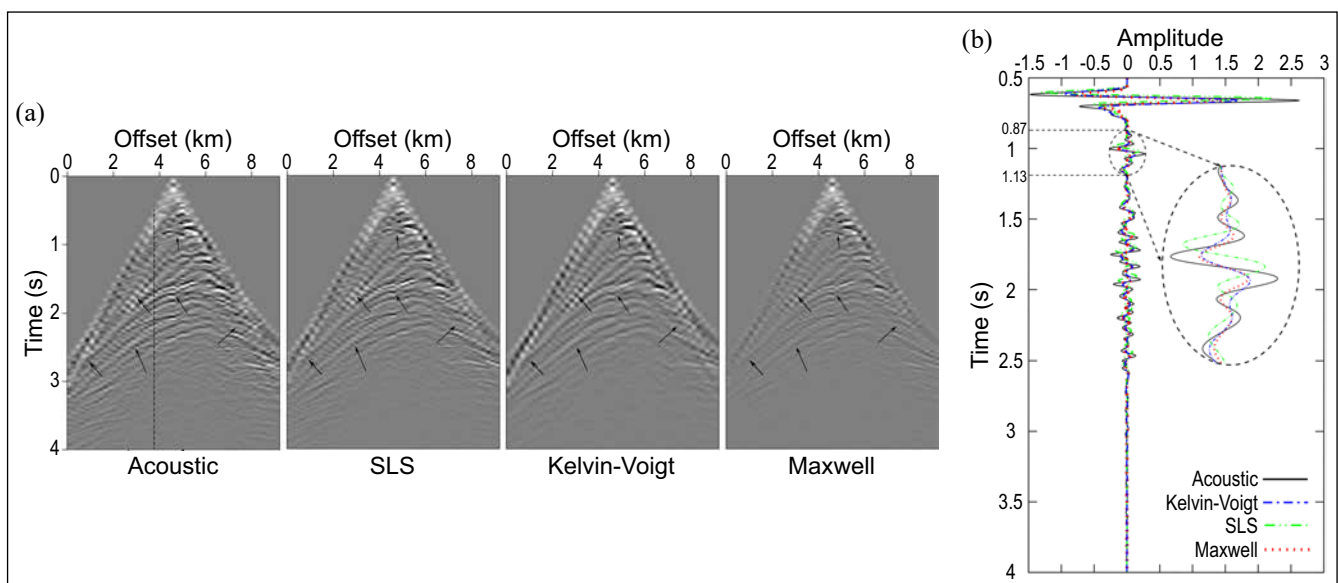 (a)
Offset (km)
0 2 4 6 8
Offset (km)
0 2 4 6 8
Offset (km)
0 2 4 6 8
Offset (km)
0 2 4 6 8
Time (s)
0
1
2
3
4
Acoustic
SLS
Kelvin-Voigt
Maxwell
(b)
Amplitude
-1.5 -1 -0.5 0 0.5 1 1.5 2 2.5 3
Time (s)
0.5
0.87
1
1.13
1.5
2
2.5
3
3.5
4
Acoustic
Kelvin-Voigt
SLS
Maxwell